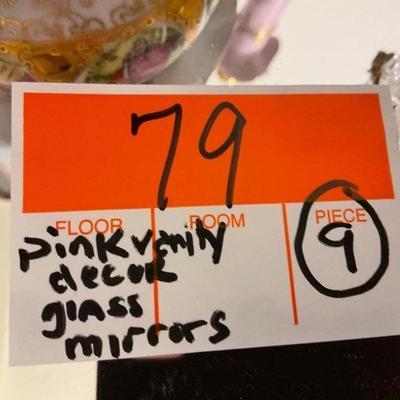 79
FLOOR ROOM PIECE
pink vanity 9
decor
glass
mirrors